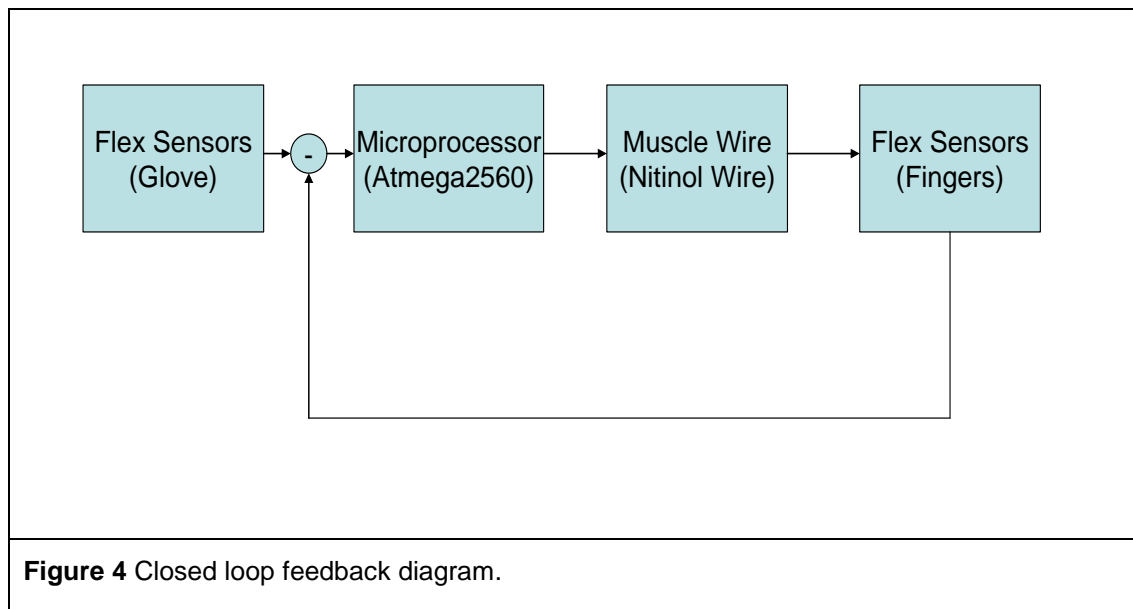 Flex Sensors
(Glove)
-
Microprocessor
(Atmega2560)
Muscle Wire
(Nitinol Wire)
Flex Sensors
(Fingers)
Figure 4 Closed loop feedback diagram.